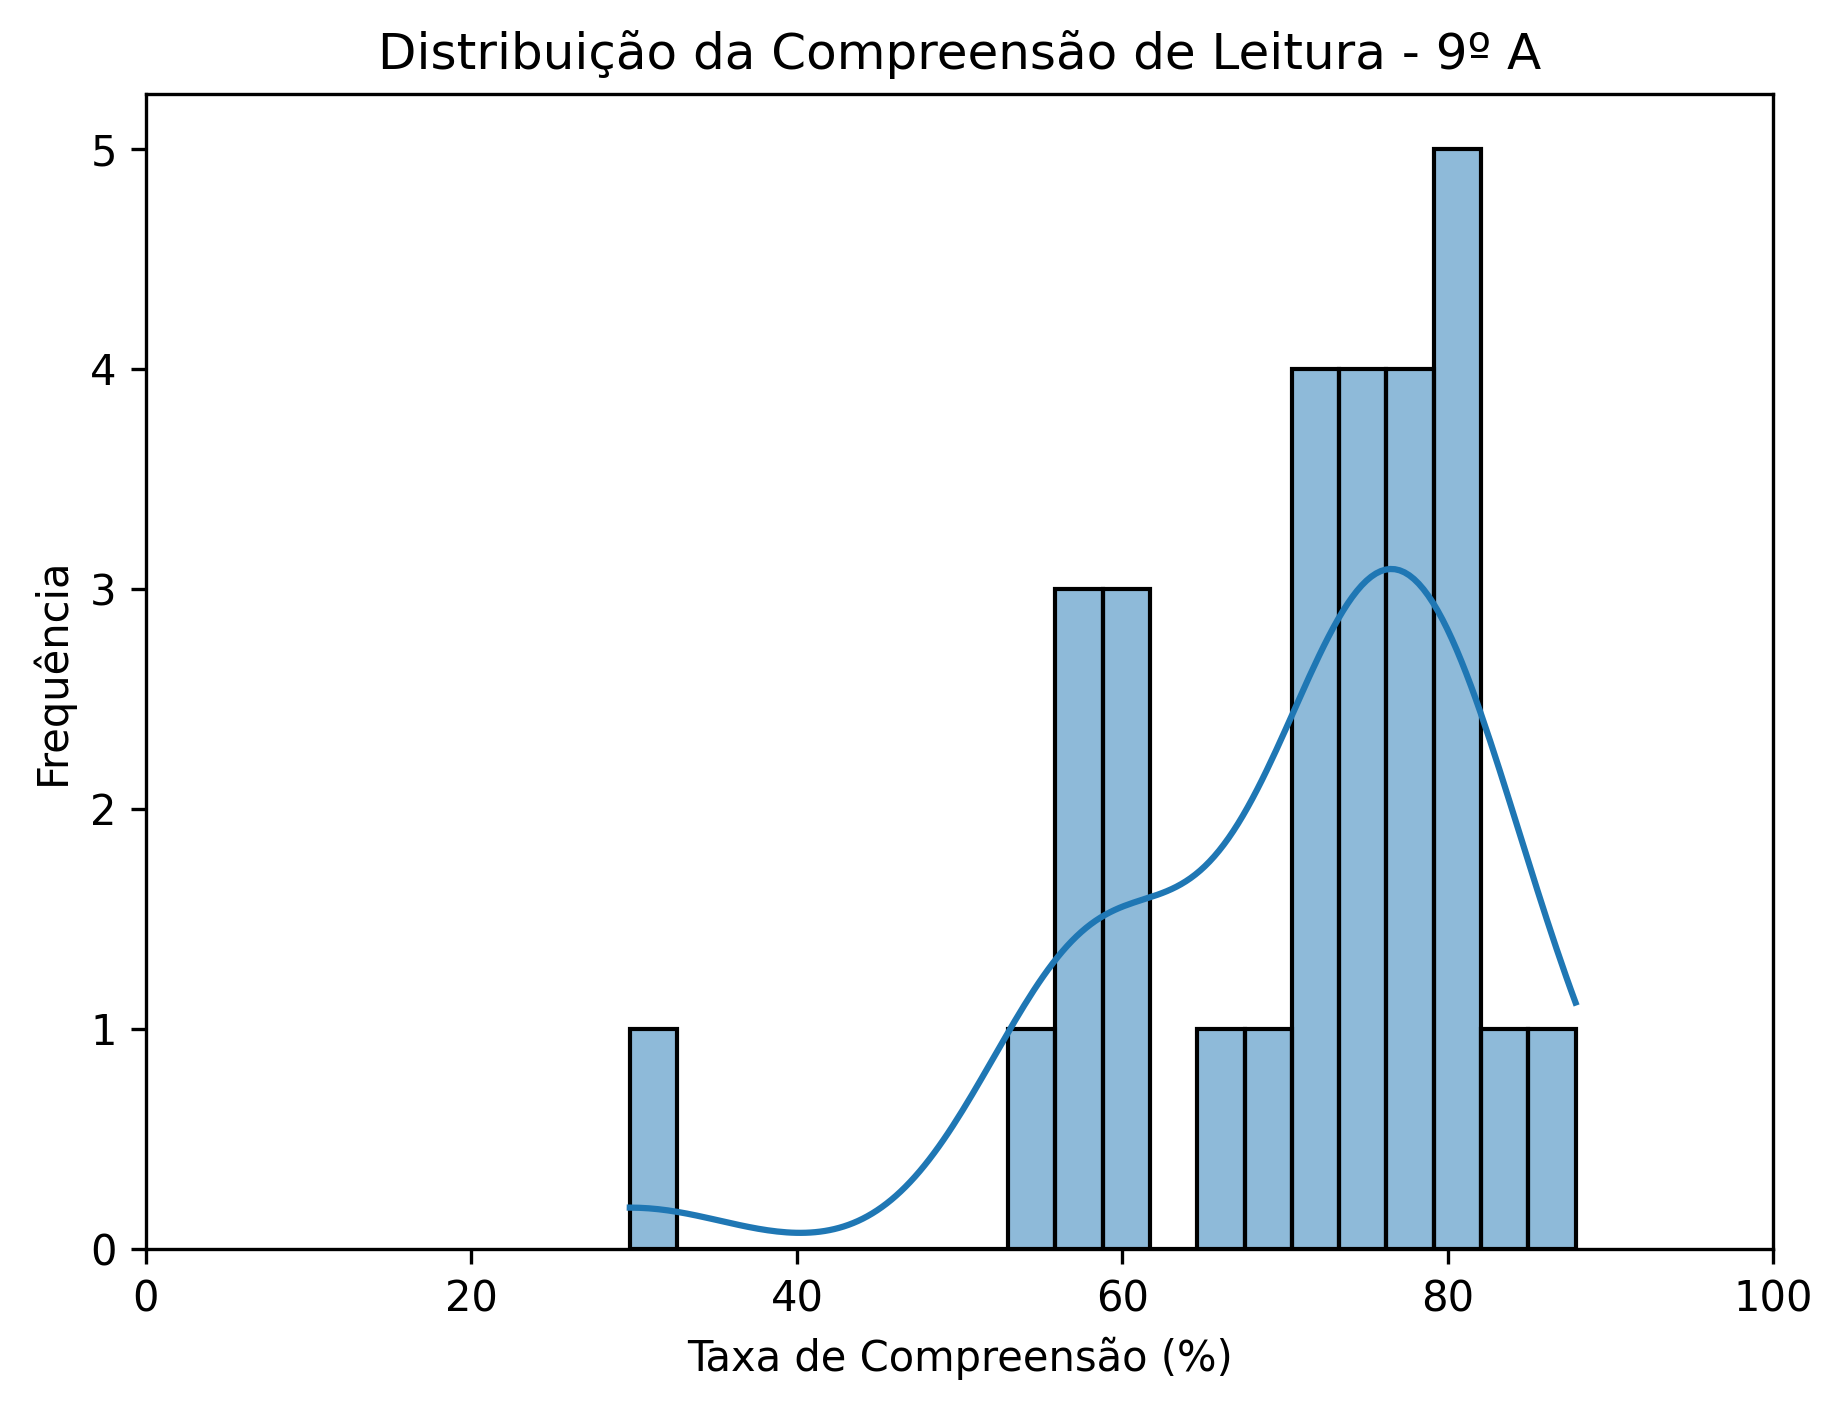 Distribuição da Compreensão de Leitura - 9º A
Frequência
5
4
3
2
1
0
0 20 40 60 80 100
Taxa de Compreensão (%)